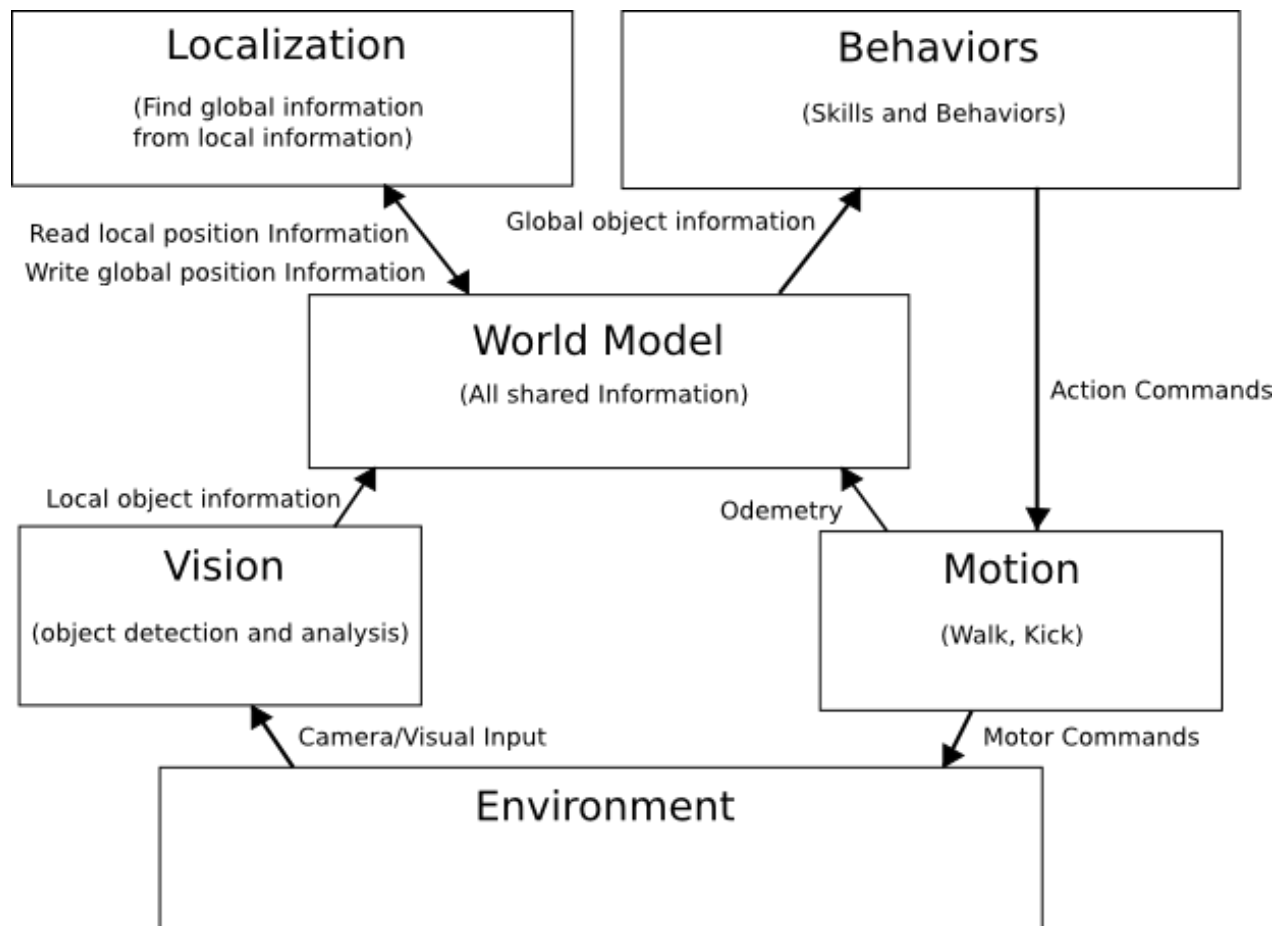 Localization
(Find global information
from local information)
Behaviors
(Skills and Behaviors)
Read local position Information
Write global position Information
Global object information
World Model
(All shared Information)
Action Commands
Local object information
Odemetry
Vision
(object detection and analysis)
Motion
(Walk, Kick)
Camera/Visual Input
Motor Commands
Environment